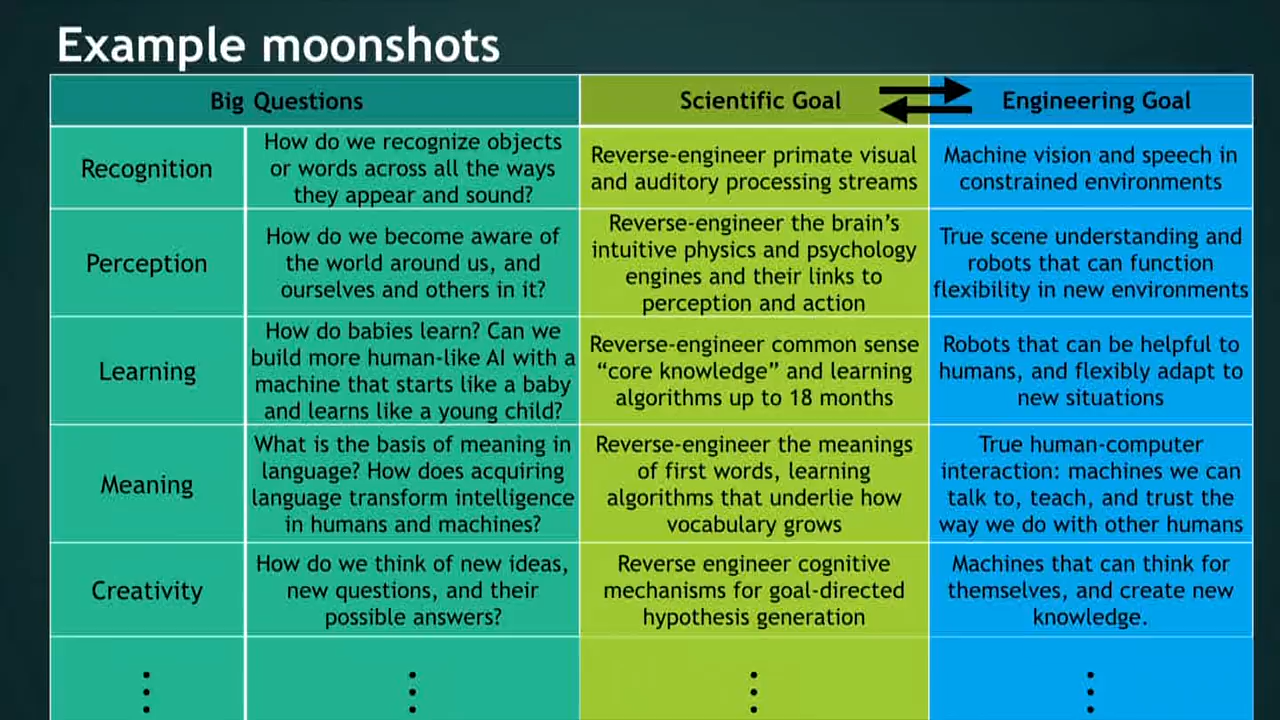 Example moonshots
Big Questions
Scientific Goal
Engineering Goal
Recognition
How do we recognize objects
or words across all the ways
they appear and sound?
Reverse-engineer primate visual
and auditory processing streams
Machine vision and speech in
constrained environments
Perception
How do we become aware of
the world around us, and
ourselves and others in it?
Reverse-engineer the brain’s
intuitive physics and psychology
engines and their links to
perception and action
True scene understanding and
robots that can function
flexibility in new environments
Learning
How do babies learn? Can we
build more human-like AI with a
machine that starts like a baby
and learns like a young child?
Reverse-engineer common sense
“core knowledge” and learning
algorithms up to 18 months
Robots that can be helpful to
humans, and flexibly adapt to
new situations
Meaning
What is the basis of meaning in
language? How does acquiring
language transform intelligence
in humans and machines?
Reverse-engineer the meanings
of first words, learning
algorithms that underlie how
vocabulary grows
True human-computer
interaction: machines we can
talk to, teach, and trust the
way we do with other humans
Creativity
How do we think of new ideas,
new questions, and their
possible answers?
Reverse engineer cognitive
mechanisms for goal-directed
hypothesis generation
Machines that can think for
themselves, and create new
knowledge.